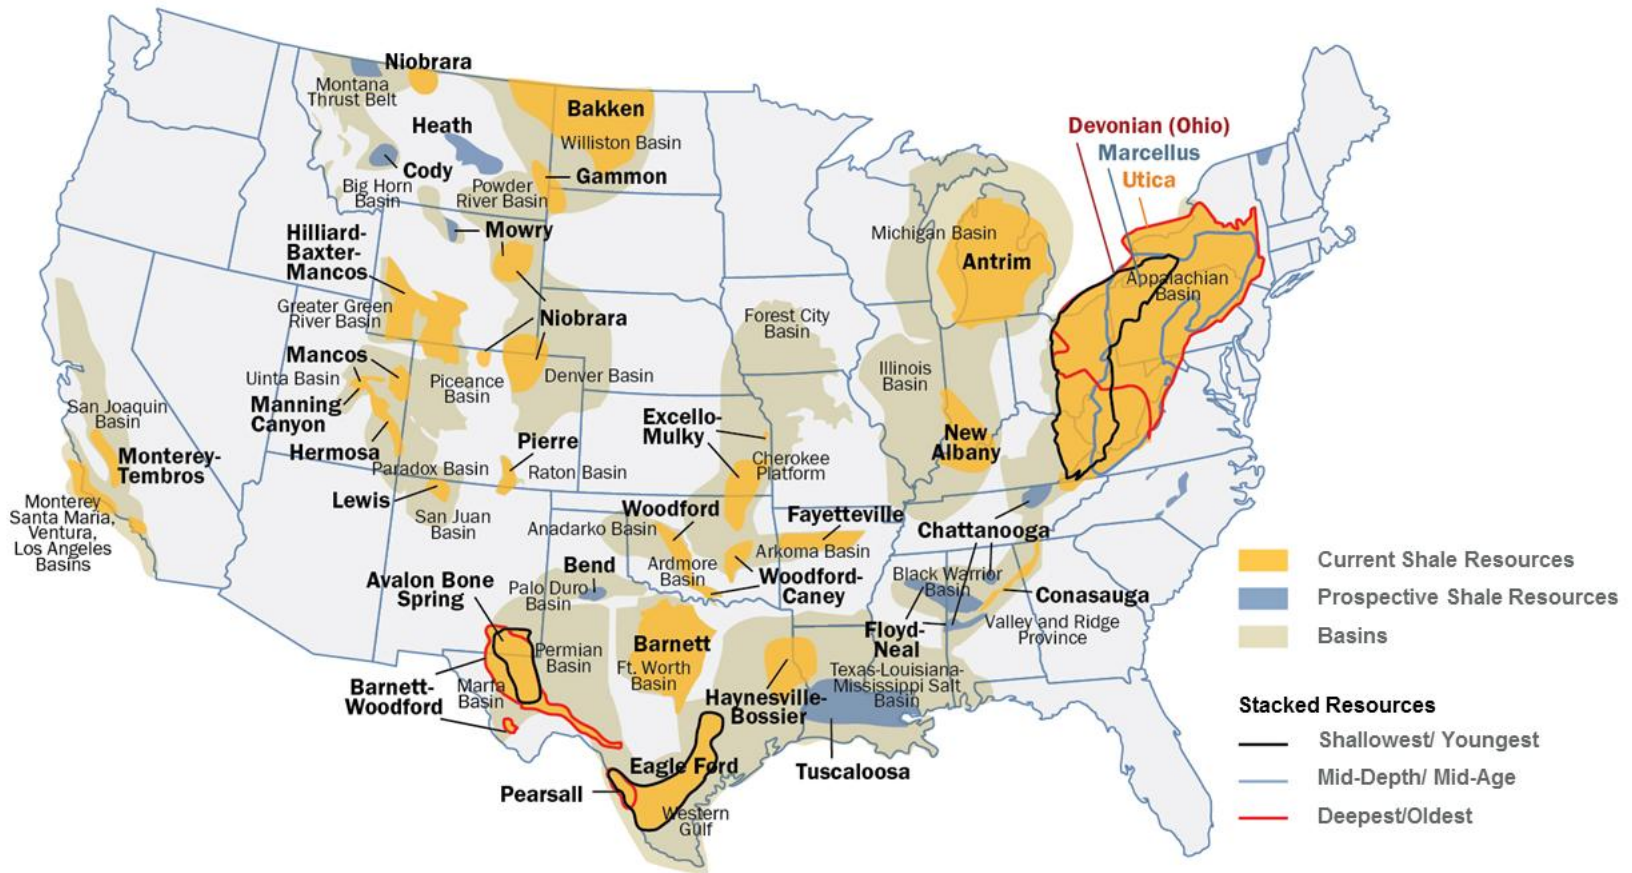 Niobrara
Montana
Thrust Belt
Bakken
Heath
Williston Basin
Cody
Gammon
Big Horn
Basin
Powder
River Basin
Mowry
Hilliard-
Baxter-
Mancos
Greater Green
River Basin
Niobrara
Mancos
Uinta Basin
Piceance
Basin
Denver Basin
Manning
Canyon
San Joaquin
Basin
Hermosa
Monterey-
Tembros
Pierre
Paradox Basin
Raton Basin
Lewis
San Juan
Basin
Monterey
Santa Maria,
Ventura,
Los Angeles
Basins
Devonian (Ohio)
Marcellus
Utica
Michigan Basin
Antrim
Appalachian
Basin
Forest City
Basin
Illinois
Basin
Excello-
Mulky
Cherokee
Platform
New
Albany
Woodford
Anadarko Basin
Fayetteville
Arkoma Basin
Chattanooga
Bend
Ardmore
Basin
Woodford-
Caney
Black Warrior
Basin
Conasauga
Avalon Bone
Spring
Palo Duro
Basin
Floyd-
Neal
Valley and Ridge
Province
Barnett
Permian
Basin
Ft. Worth
Basin
Texas-Louisiana-
Mississippi Salt
Basin
Barnett-
Woodford
Marfa
Basin
Haynesville-
Bossier
Eagle Ford
Tuscaloosa
Pearsall
Western
Gulf
Current Shale Resources
Prospective Shale Resources
Basins
Stacked Resources
Shallowest/ Youngest
Mid-Depth/ Mid-Age
Deepest/Oldest